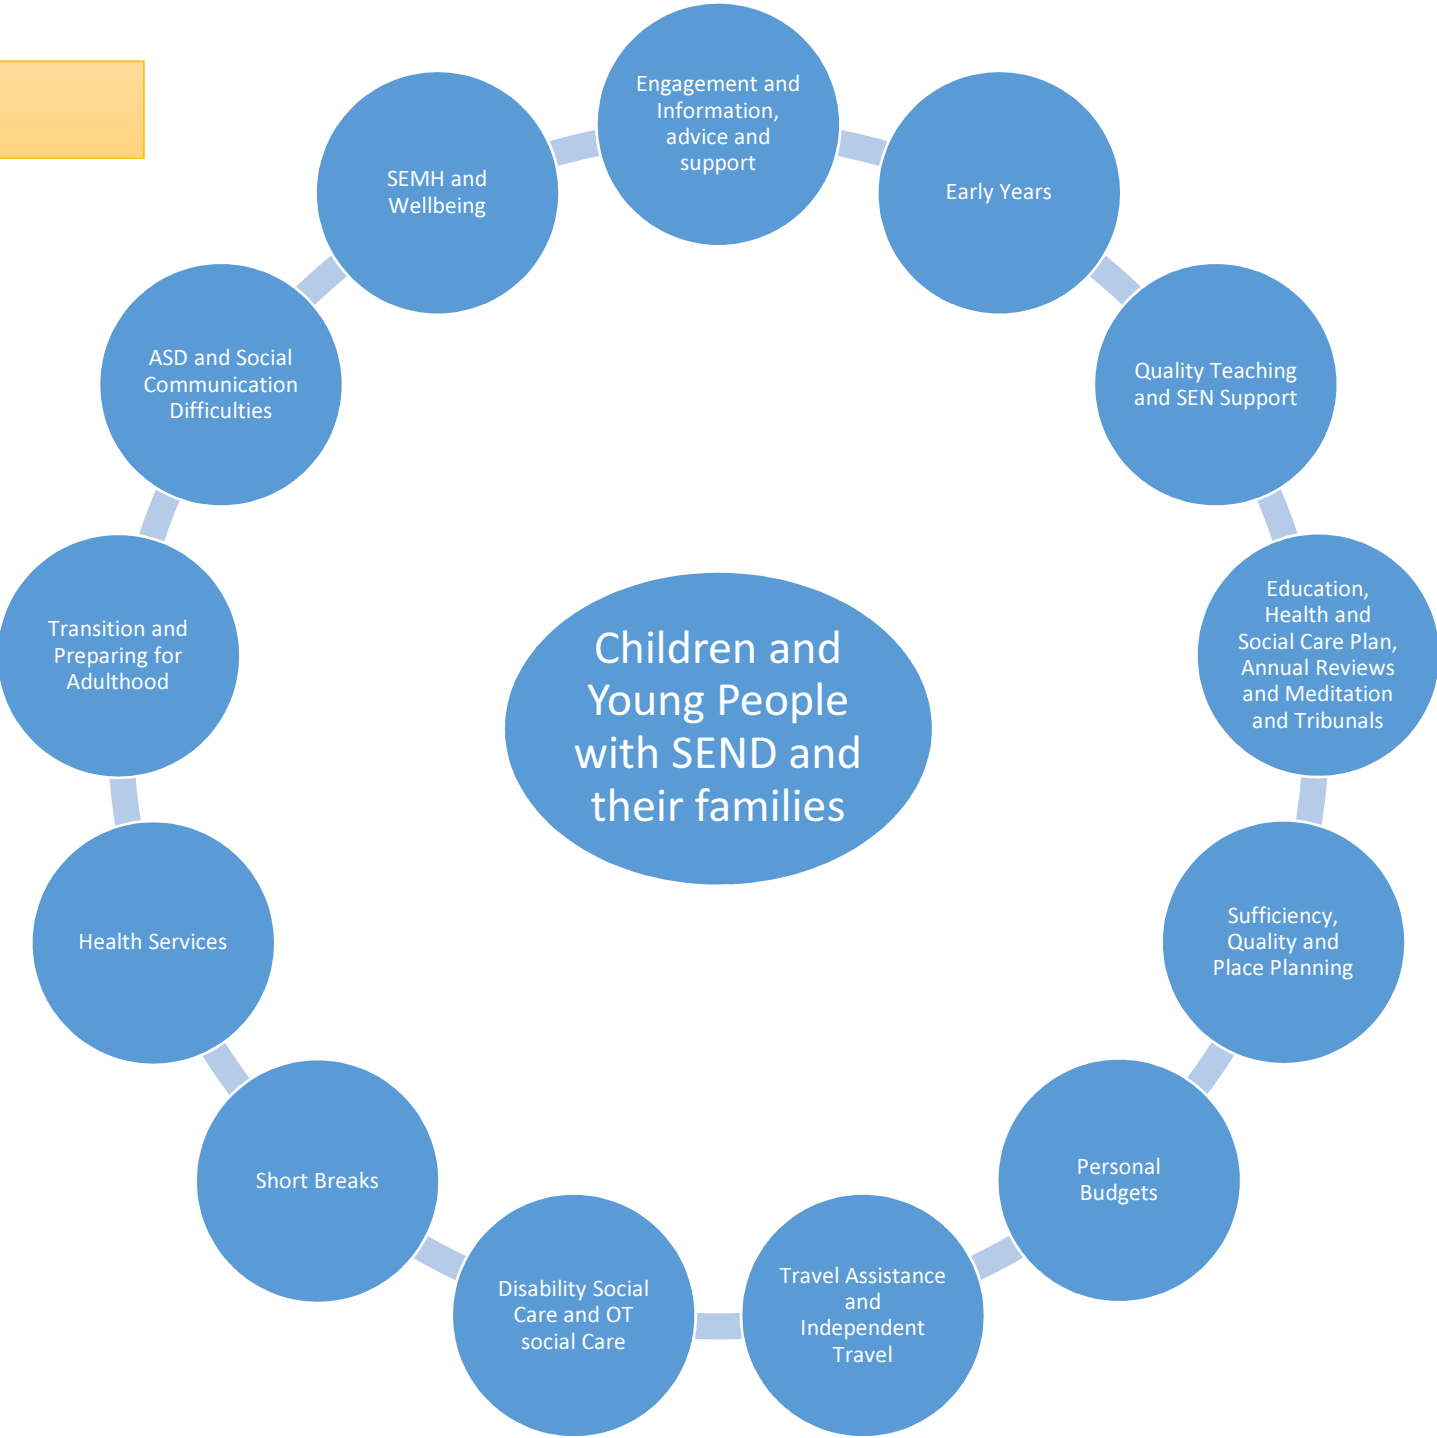 Engagement and
Information,
advice and
support
Early Years
Quality Teaching
and SEN Support
Education,
Health and
Social Care Plan,
Annual Reviews
and Meditation
and Tribunals
Sufficiency,
Quality and
Place Planning
Personal
Budgets
Travel Assistance
and
Independent
Travel
Disability Social
Care and OT
social Care
Short Breaks
Health Services
Transition and
Preparing for
Adulthood
ASD and Social
Communication
Difficulties
SEMH and
Wellbeing
Children and
Young People
with SEND and
their families